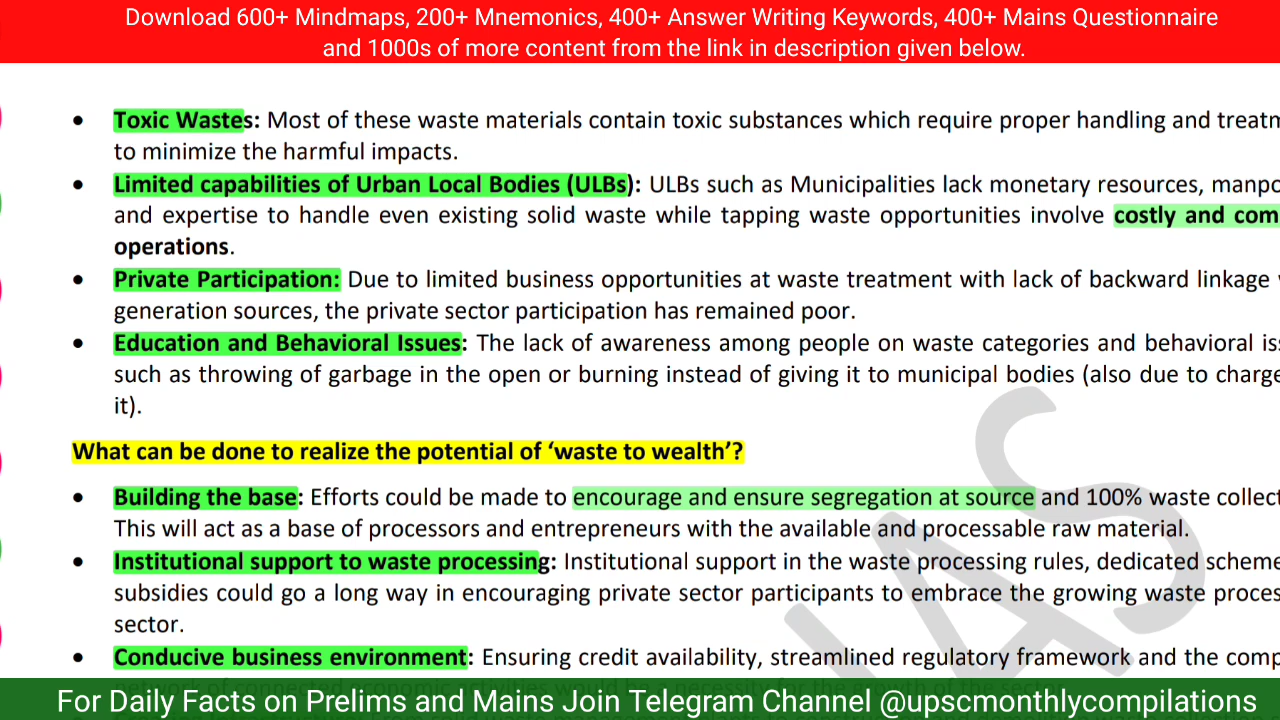 Download 600+ Mindmaps, 200+ Mnemonics, 400+ Answer Writing Keywords, 400+ Mains Questionnaire
and 1000s of more content from the link in description given below.
• Toxic Wastes: Most of these waste materials contain toxic substances which require proper handling and treatm
to minimize the harmful impacts.
• Limited capabilities of Urban Local Bodies (ULBs): ULBs such as Municipalities lack monetary resources, manpo
and expertise to handle even existing solid waste while tapping waste opportunities involve costly and com
operations.
• Private Participation: Due to limited business opportunities at waste treatment with lack of backward linkage
generation sources, the private sector participation has remained poor.
• Education and Behavioral Issues: The lack of awareness among people on waste categories and behavioral is
such as throwing of garbage in the open or burning instead of giving it to municipal bodies (also due to charge
it).
What can be done to realize the potential of ‘waste to wealth’?
• Building the base: Efforts could be made to encourage and ensure segregation at source and 100% waste collect
This will act as a base of processors and entrepreneurs with the available and processable raw material.
• Institutional support to waste processing: Institutional support in the waste processing rules, dedicated scheme
subsidies could go a long way in encouraging private sector participants to embrace the growing waste proces
sector.
• Conducive business environment: Ensuring credit availability, streamlined regulatory framework and the comp
IAS
For Daily Facts on Prelims and Mains Join Telegram Channel @upscmonthlycompilations